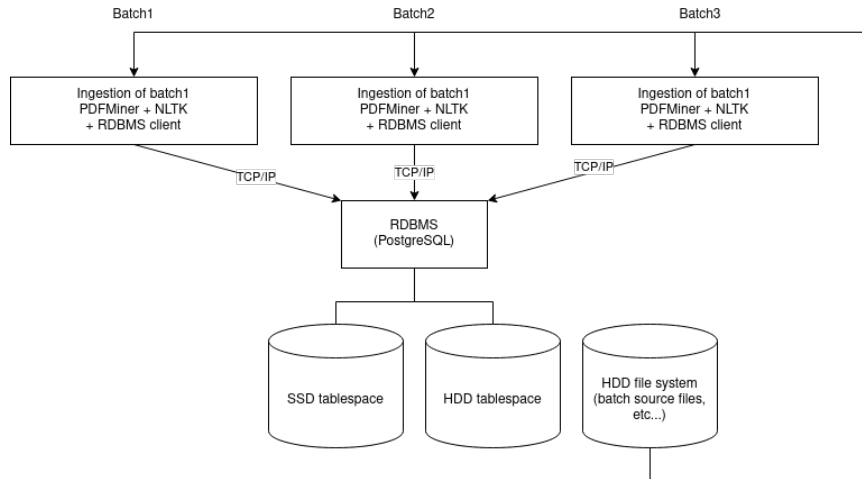 Batch1
Batch2
Batch3
Ingestion of batch1
PDFMiner + NLTK
+ RDBMS client
Ingestion of batch1
PDFMiner + NLTK
+ RDBMS client
Ingestion of batch1
PDFMiner + NLTK
+ RDBMS client
TCP/IP
TCP/IP
TCP/IP
RDBMS
(PostgreSQL)
SSD tablespace
HDD tablespace
HDD file system
(batch source files,
etc...)